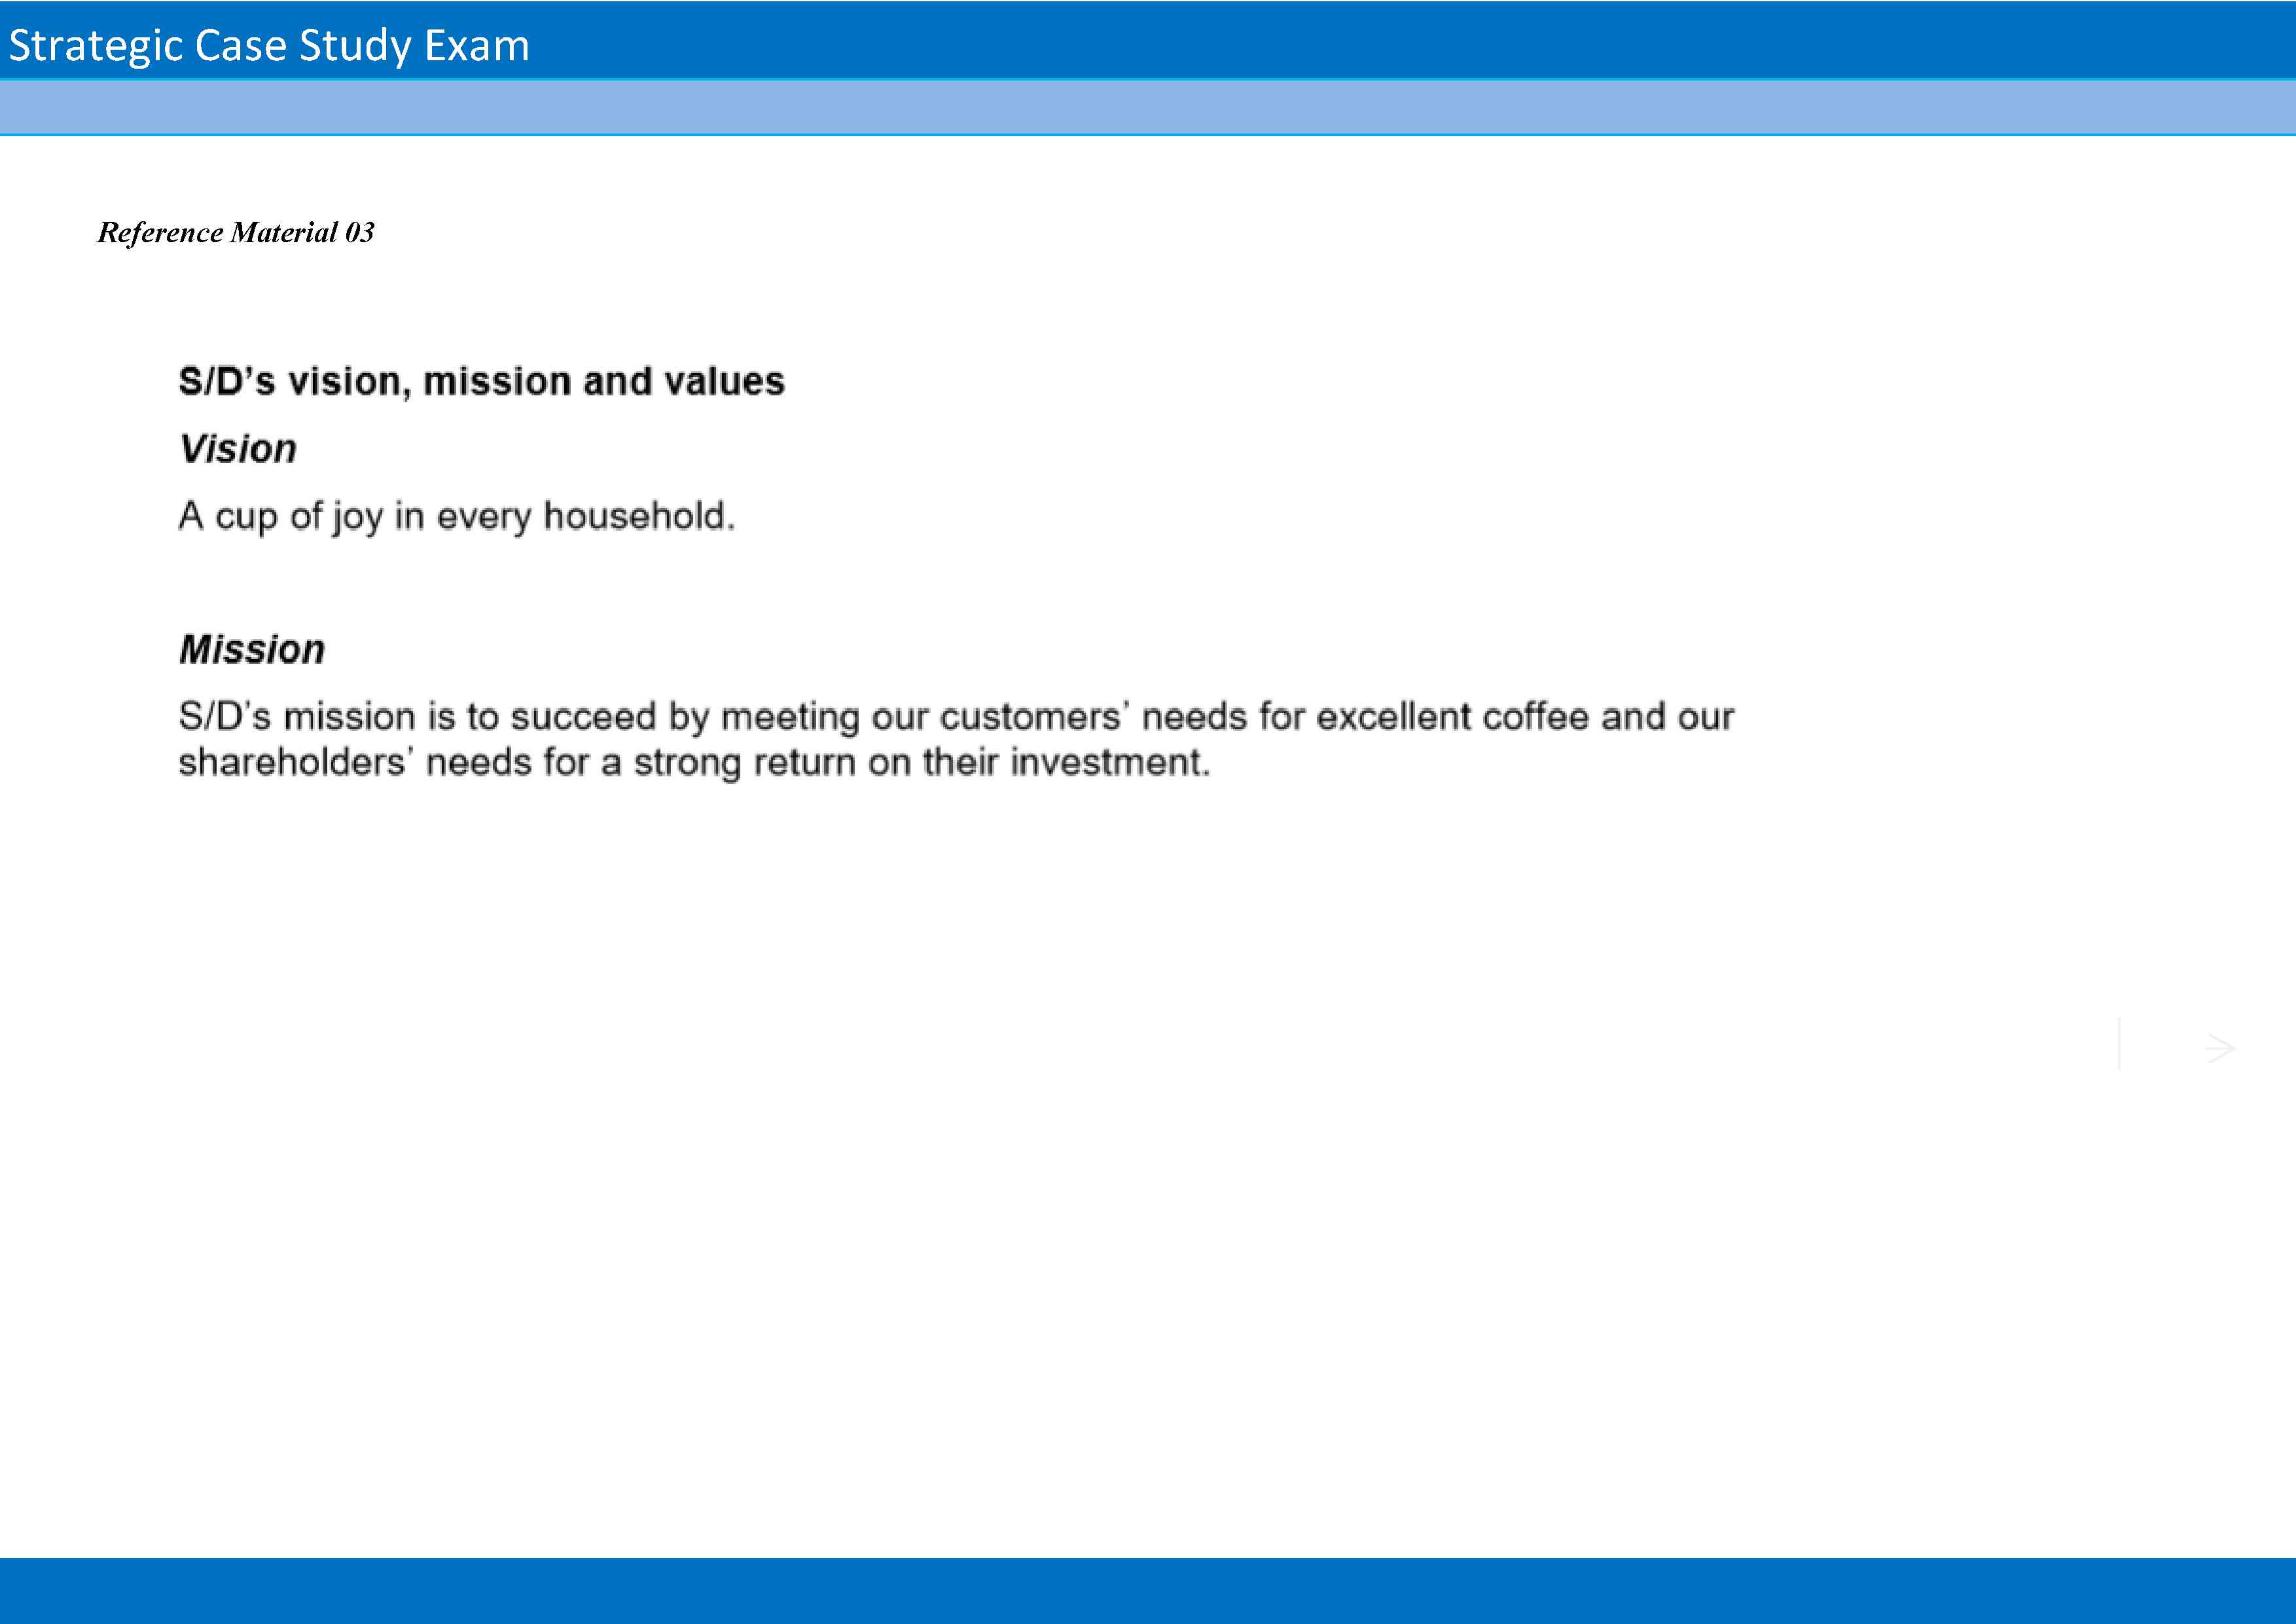 Strategic Case Study Exam
Reference Material 03
S/D’s vision, mission and values
Vision
A cup of joy in every household.
Mission
S/D’s mission is to succeed by meeting our customers’ needs for excellent coffee and our
shareholders’ needs for a strong return on their investment.